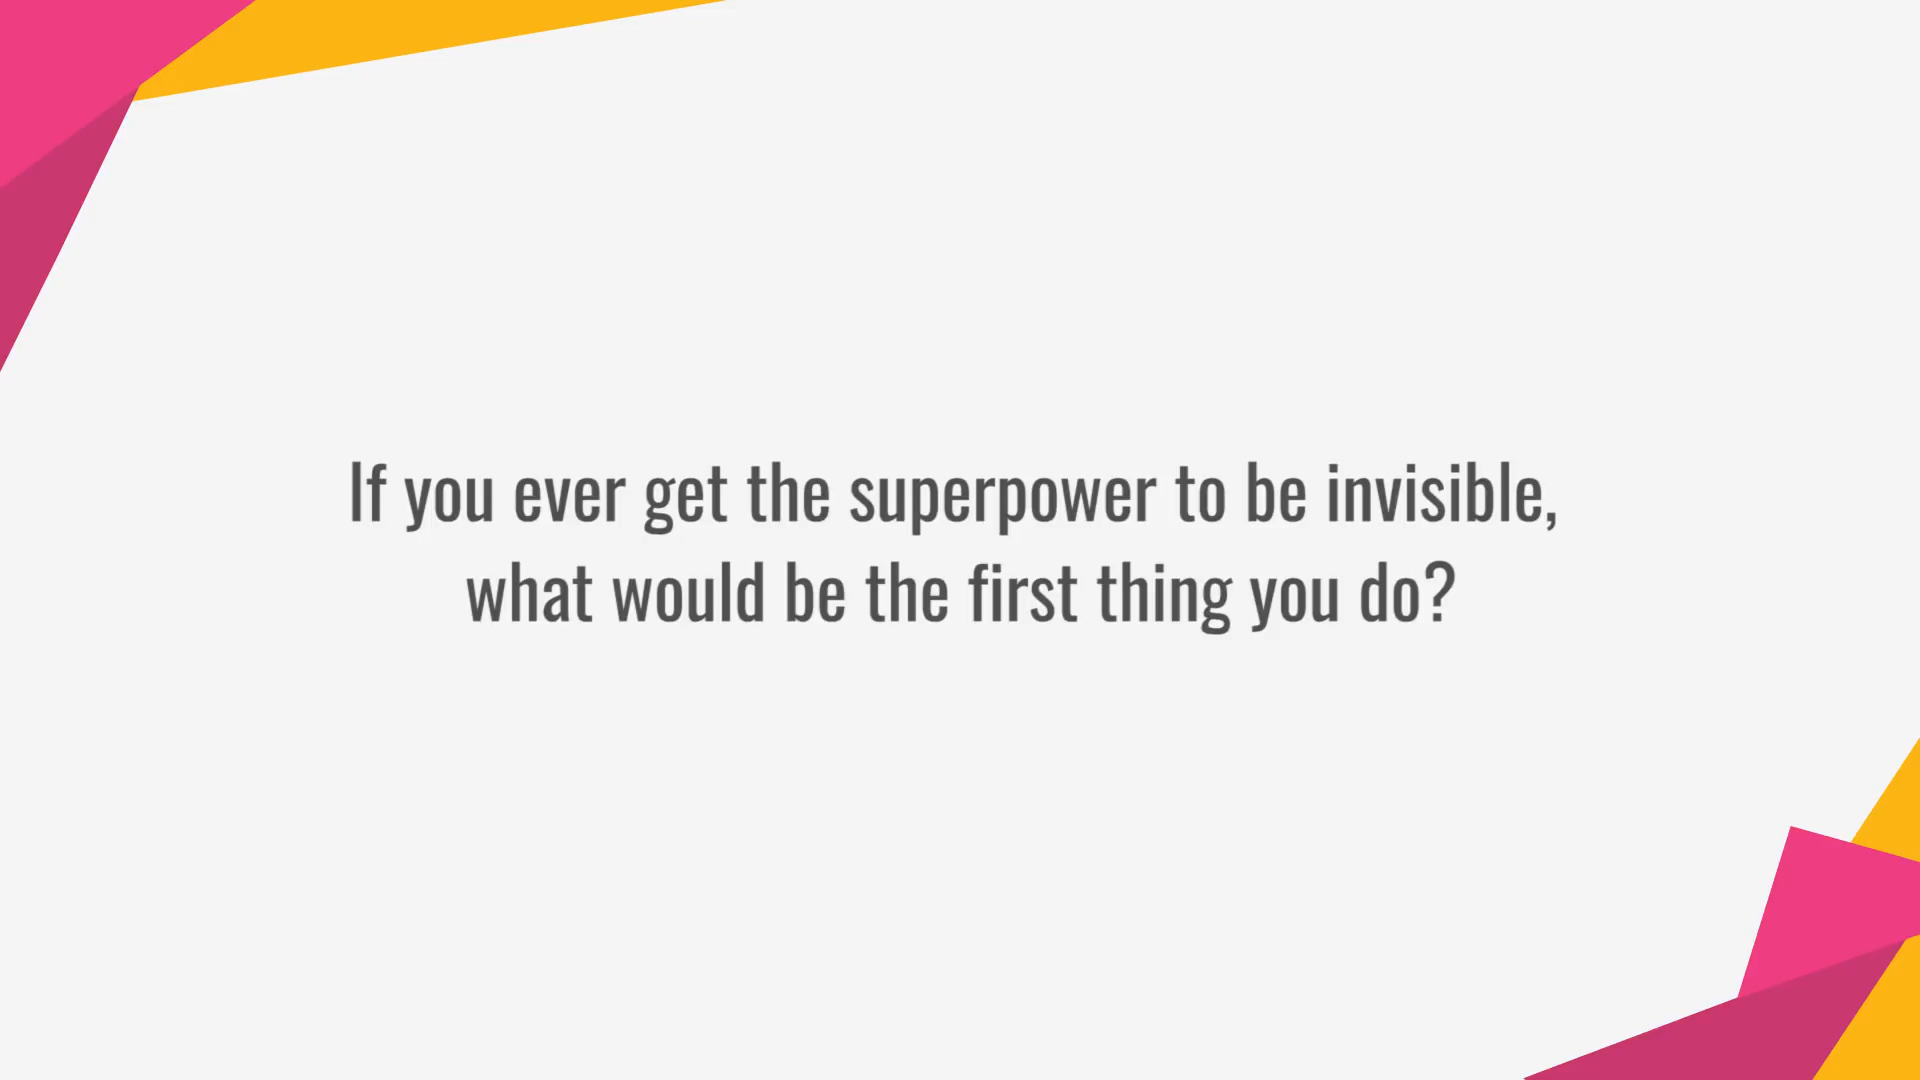 If you ever get the superpower to be invisible,
what would be the first thing you do?